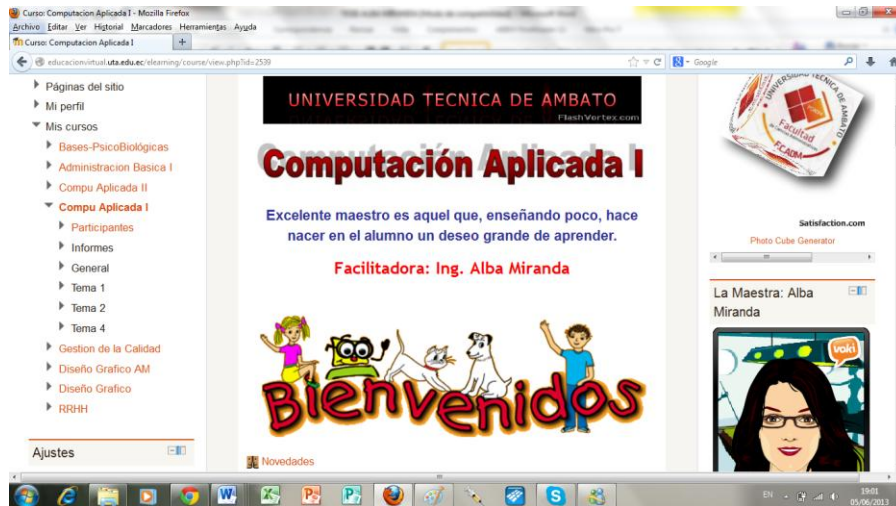 Curso: Computacion Aplicada I - Mozilla Firefox
Archivo Editar Ver Historial Marcadores Herramientas Ayuda
Curso: Computacion Aplicada I
educacionvirtual.uta.edu.ec/elearning/course/view.php?id=2539
Google
Páginas del sitio
Mi perfil
Mis cursos
Bases-PsicoBiológicas
Administracion Basica I
Compu Aplicada II
Compu Aplicada I
Participantes
Informes
General
Tema 1
Tema 2
Tema 4
Gestion de la Calidad
Diseño Grafico AM
Diseño Grafico
RRHH
Ajustes
UNIVERSIDAD TECNICA DE AMBATO
FlashVertex.com
Computación Aplicada I
Excelente maestro es aquel que, enseñando poco, hace
nacer en el alumno un deseo grande de aprender.
Facilitadora: Ing. Alba Miranda
Bienvenidos
Novedades
Facultad
FCADM
Satisfaction.com
Photo Cube Generator
La Maestra: Alba
Miranda
voki
EN
19:01
05/06/2013